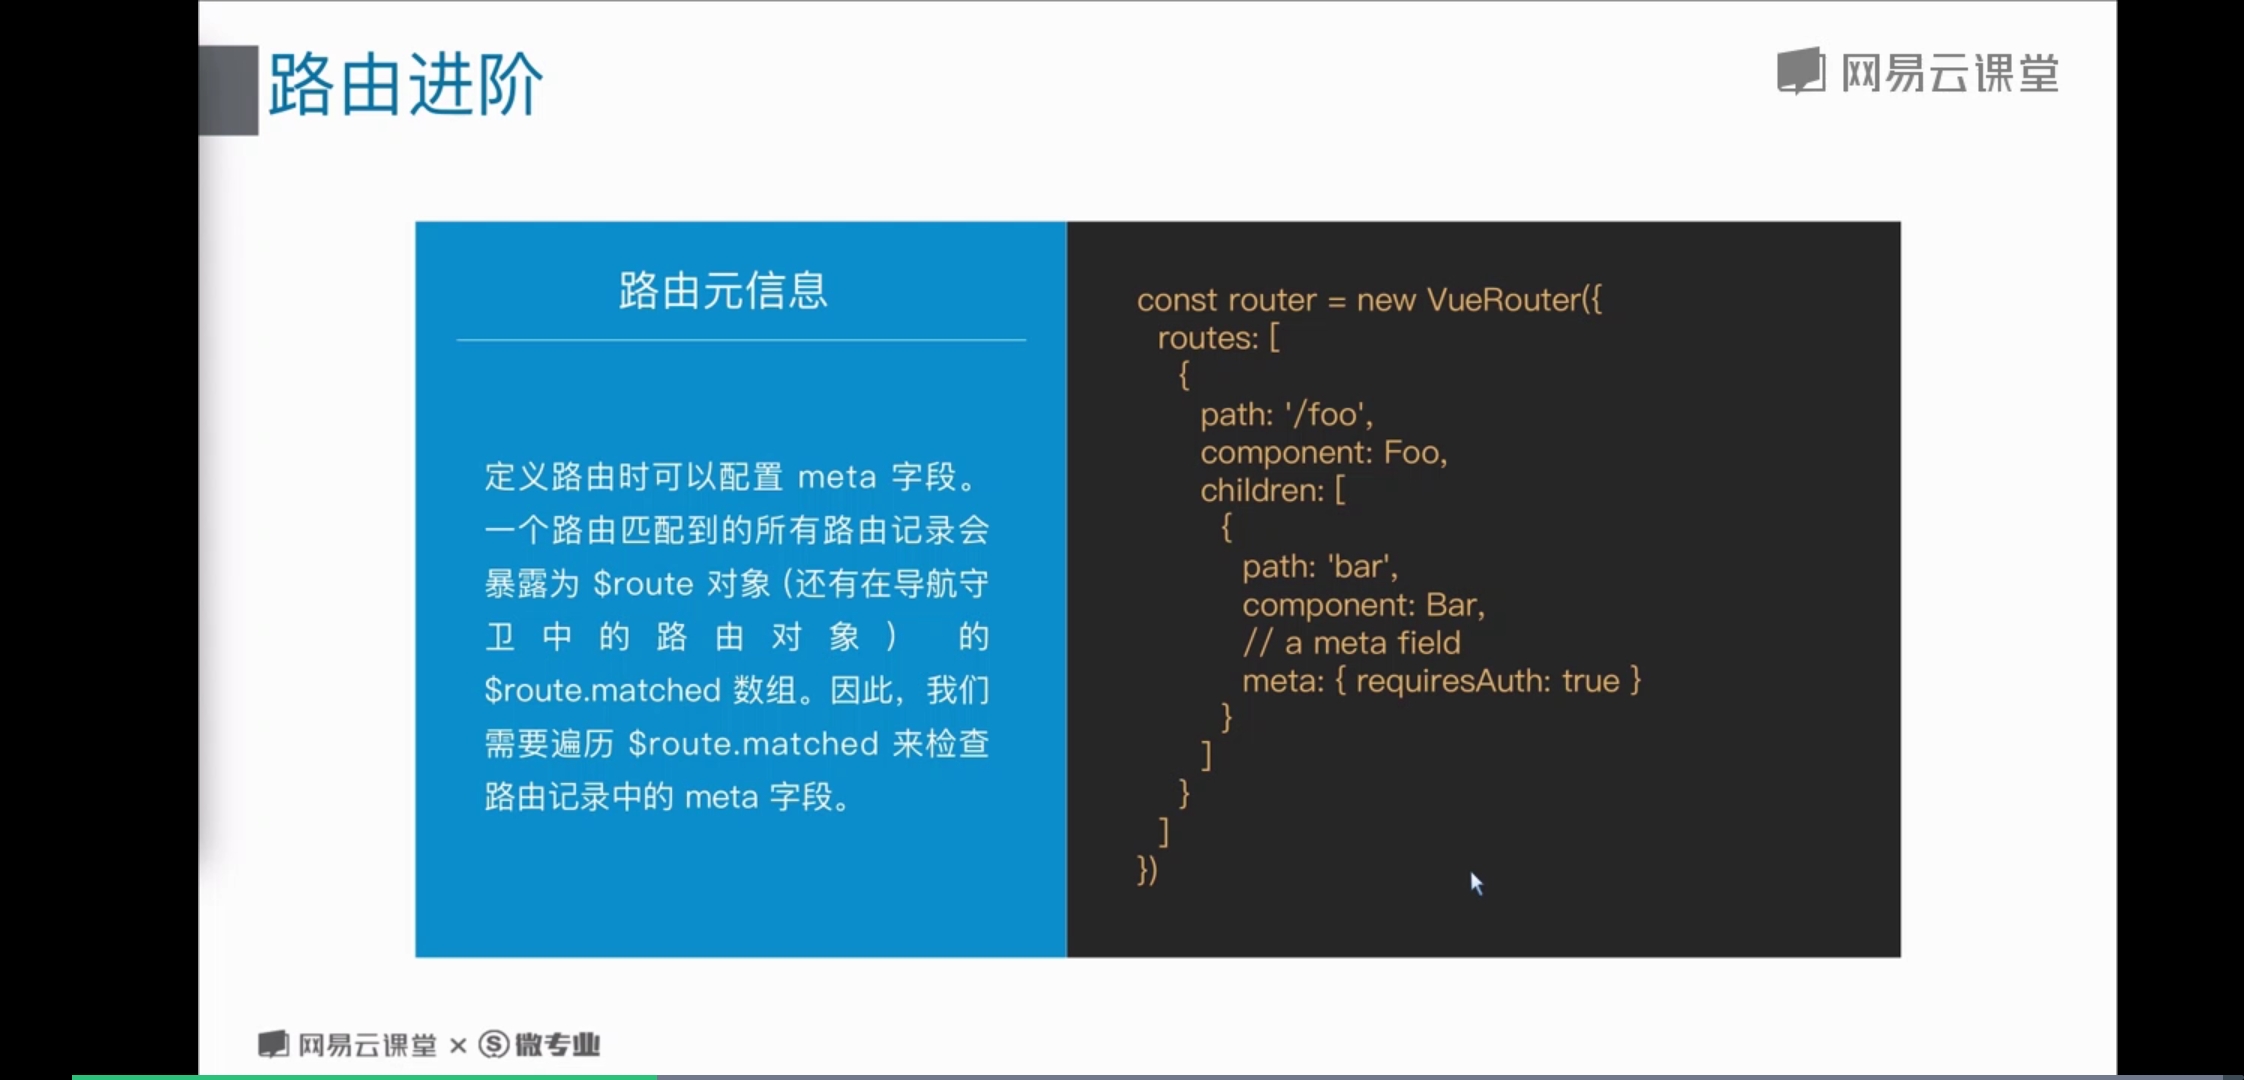 路由进阶
网易云课堂
路由元信息
定义路由时可以配置 meta 字段。
一个路由匹配到的所有路由记录会
暴露为 $route 对象 (还有在导航守
卫中的路由对象) 的
$route.matched 数组。因此，我们
需要遍历 $route.matched 来检查
路由记录中的 meta 字段。
const router = new VueRouter({
routes: [
{
path: '/foo',
component: Foo,
children: [
{
path: 'bar',
component: Bar,
// a meta field
meta: { requiresAuth: true }
}
]
}
]
})
网易云课堂 × Ⓢ微专业